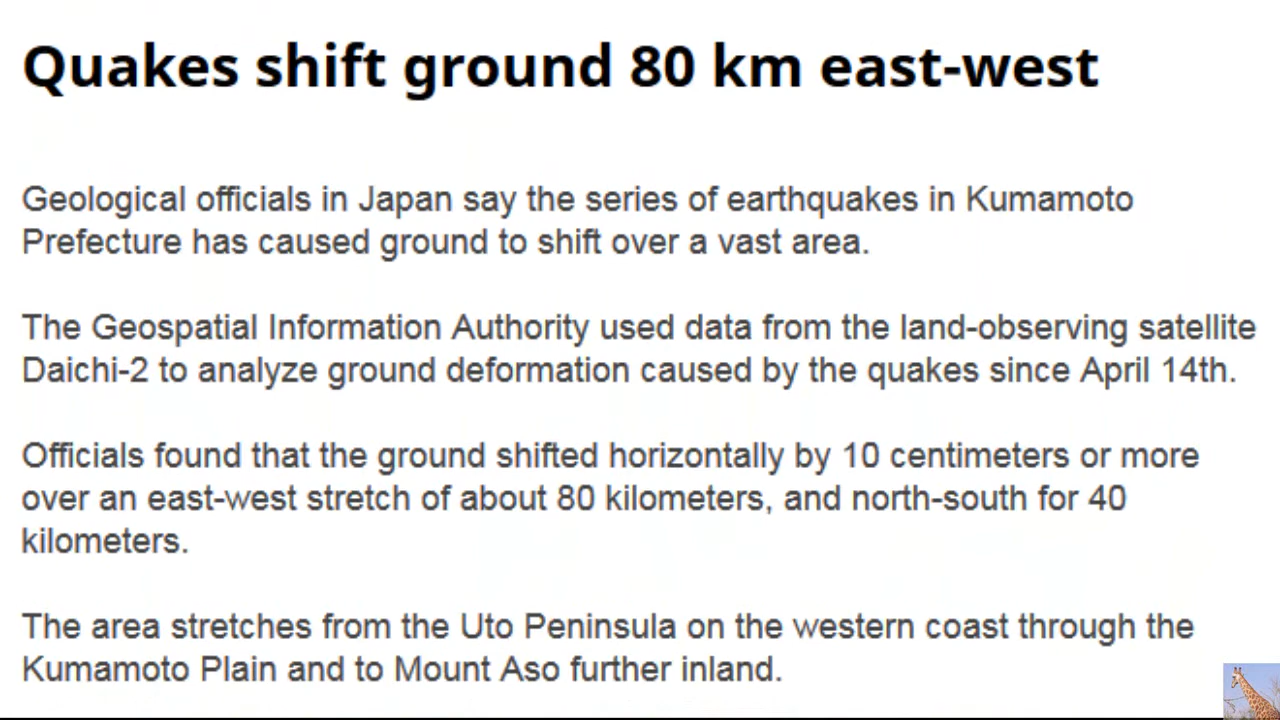 Quakes shift ground 80 km east-west
Geological officials in Japan say the series of earthquakes in Kumamoto
Prefecture has caused ground to shift over a vast area.
The Geospatial Information Authority used data from the land-observing satellite
Daichi-2 to analyze ground deformation caused by the quakes since April 14th.
Officials found that the ground shifted horizontally by 10 centimeters or more
over an east-west stretch of about 80 kilometers, and north-south for 40
kilometers.
The area stretches from the Uto Peninsula on the western coast through the
Kumamoto Plain and to Mount Aso further inland.